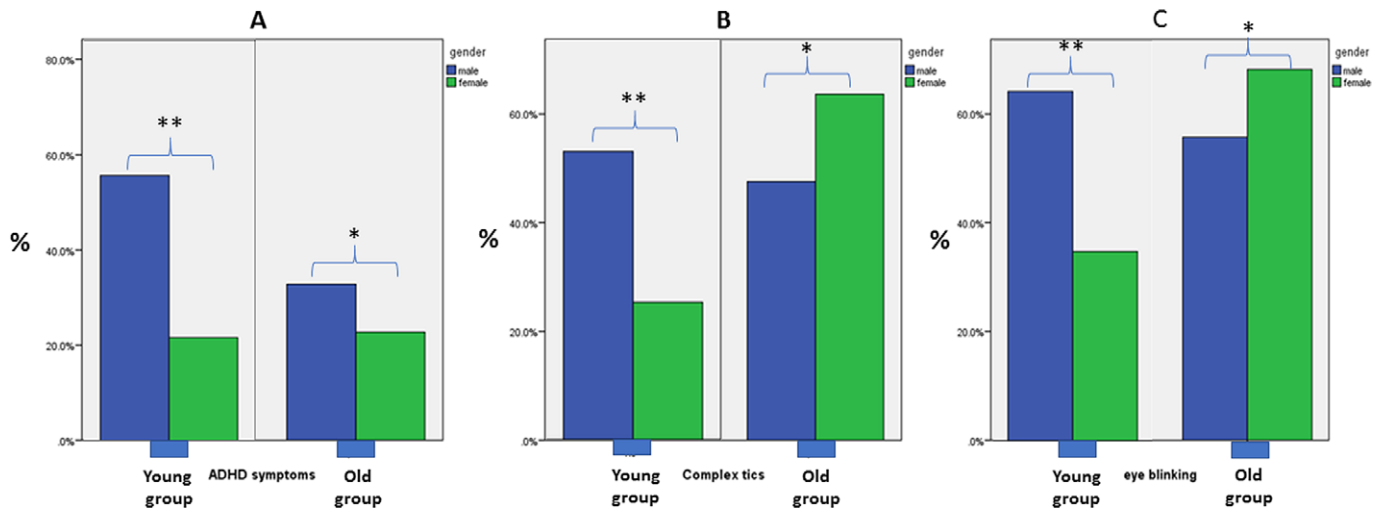 A
gender
male
female
80.0%
60.0%
40.0%
20.0%
.0%
%
**
*
Young group
ADHD symptoms
Old group
B
gender
male
female
60.0%
40.0%
20.0%
.0%
%
**
*
Young group
Complex tics
Old group
C
gender
male
female
60.0%
40.0%
20.0%
.0%
%
**
*
Young group
eye blinking
Old group